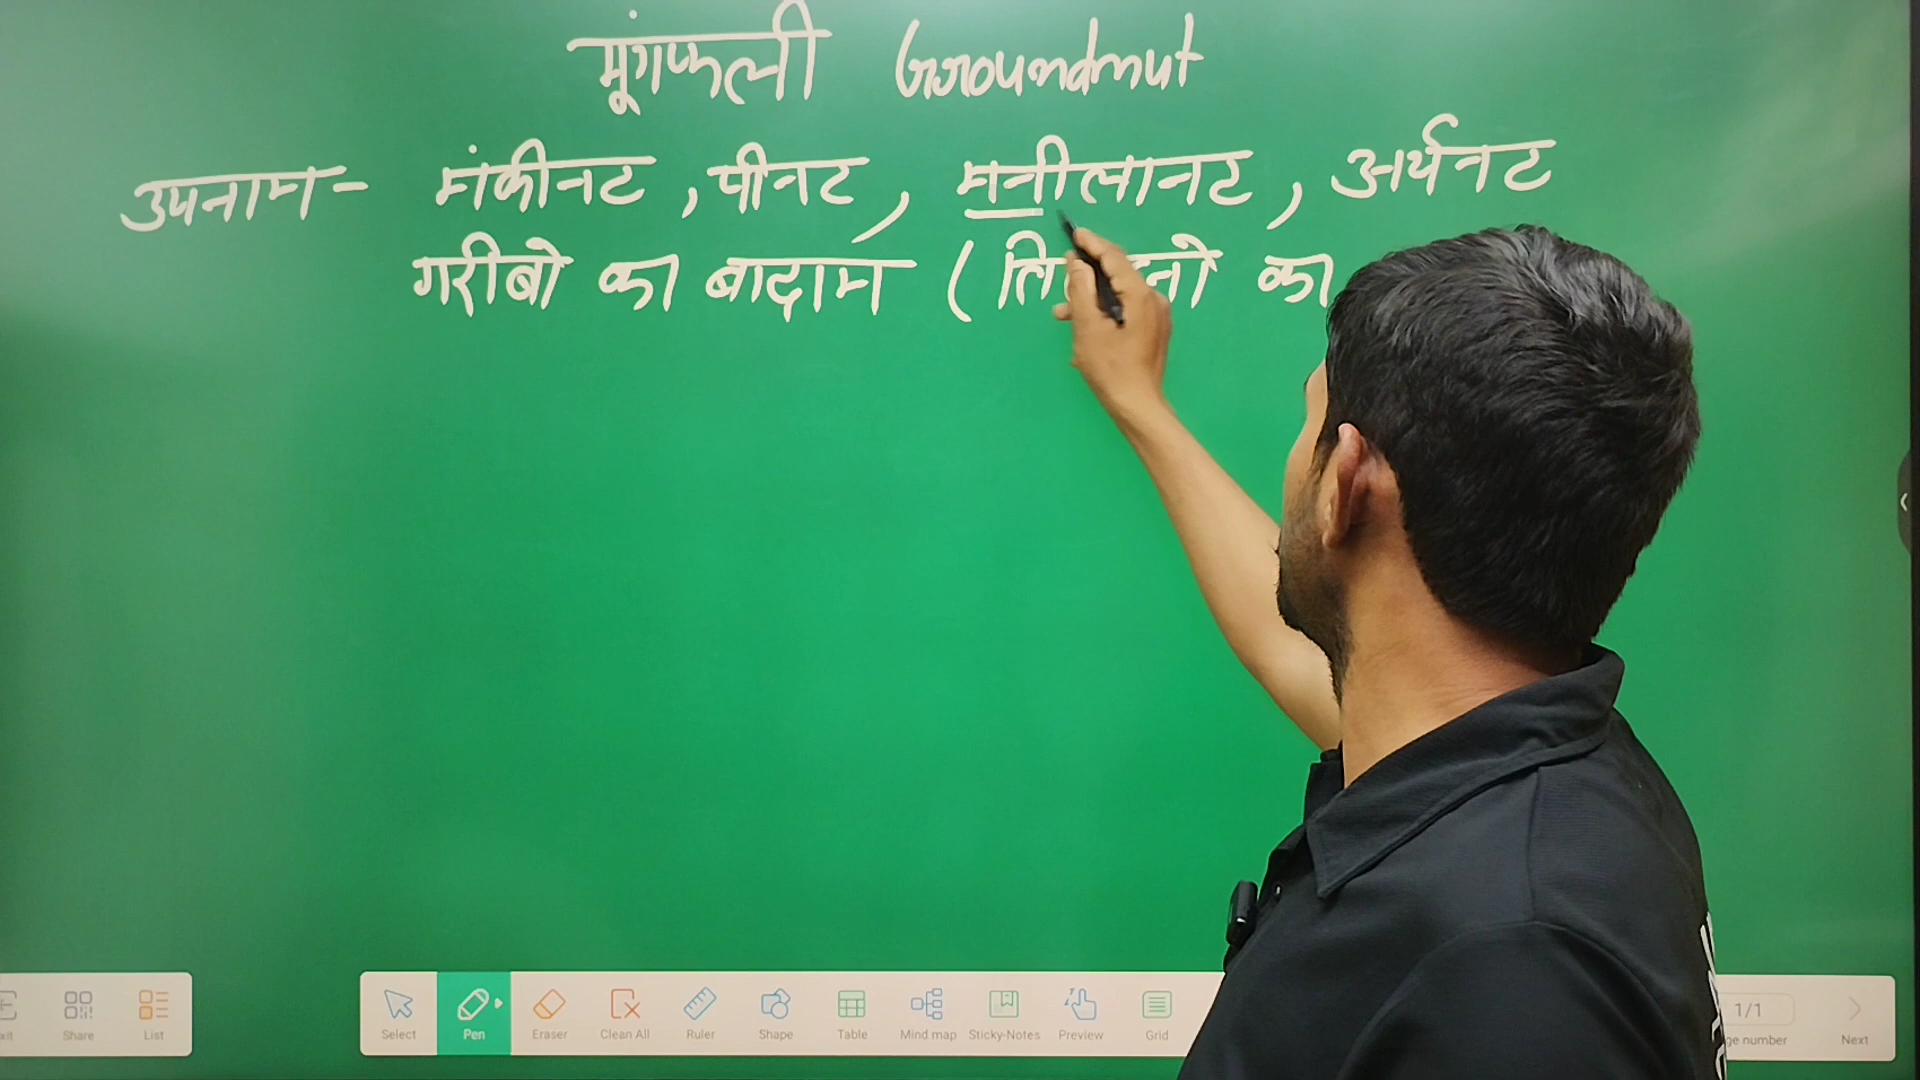 मूंगफली Groundnut
उपनाम - मंकीनट, पीनट, मनीलानट, अर्थनट
गरीबो का बादाम ( का
Share List Select Pen Eraser Clean All Ruler Shape Table Mind map Sticky-Notes Preview Grid 1/1 Next